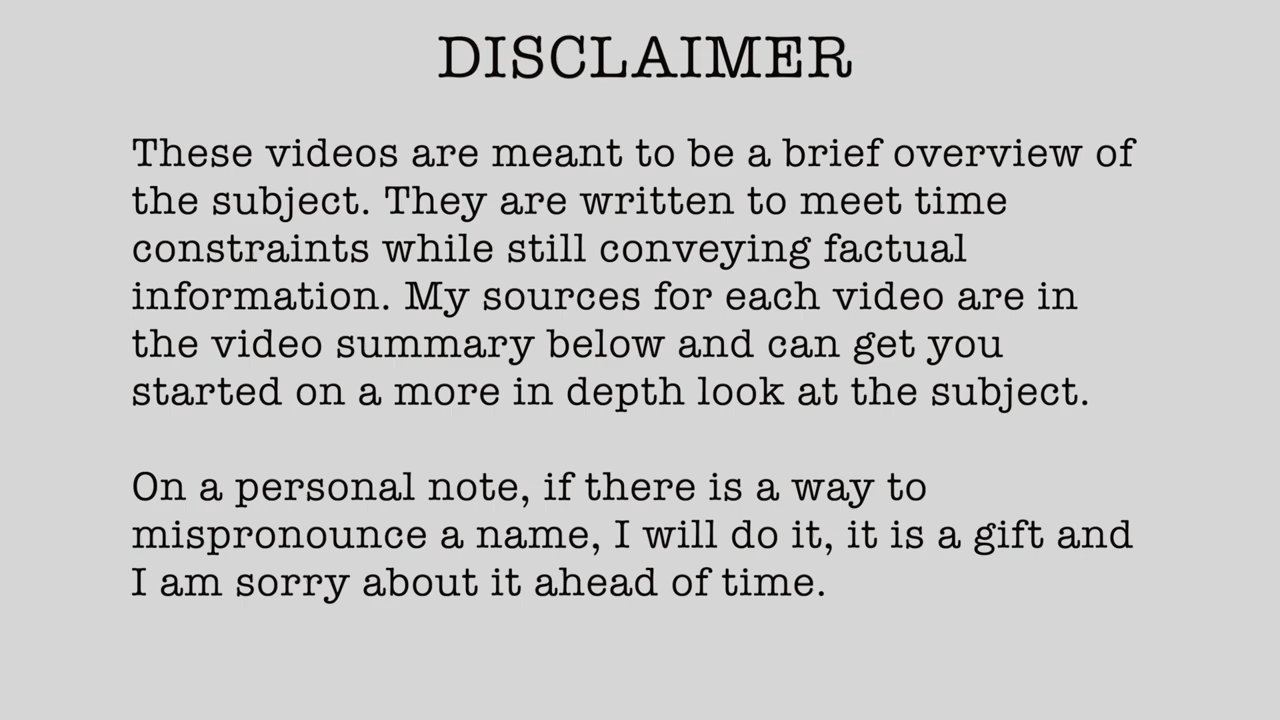 DISCLAIMER
These videos are meant to be a brief overview of
the subject. They are written to meet time
constraints while still conveying factual
information. My sources for each video are in
the video summary below and can get you
started on a more in depth look at the subject.
On a personal note, if there is a way to
mispronounce a name, I will do it, it is a gift and
I am sorry about it ahead of time.